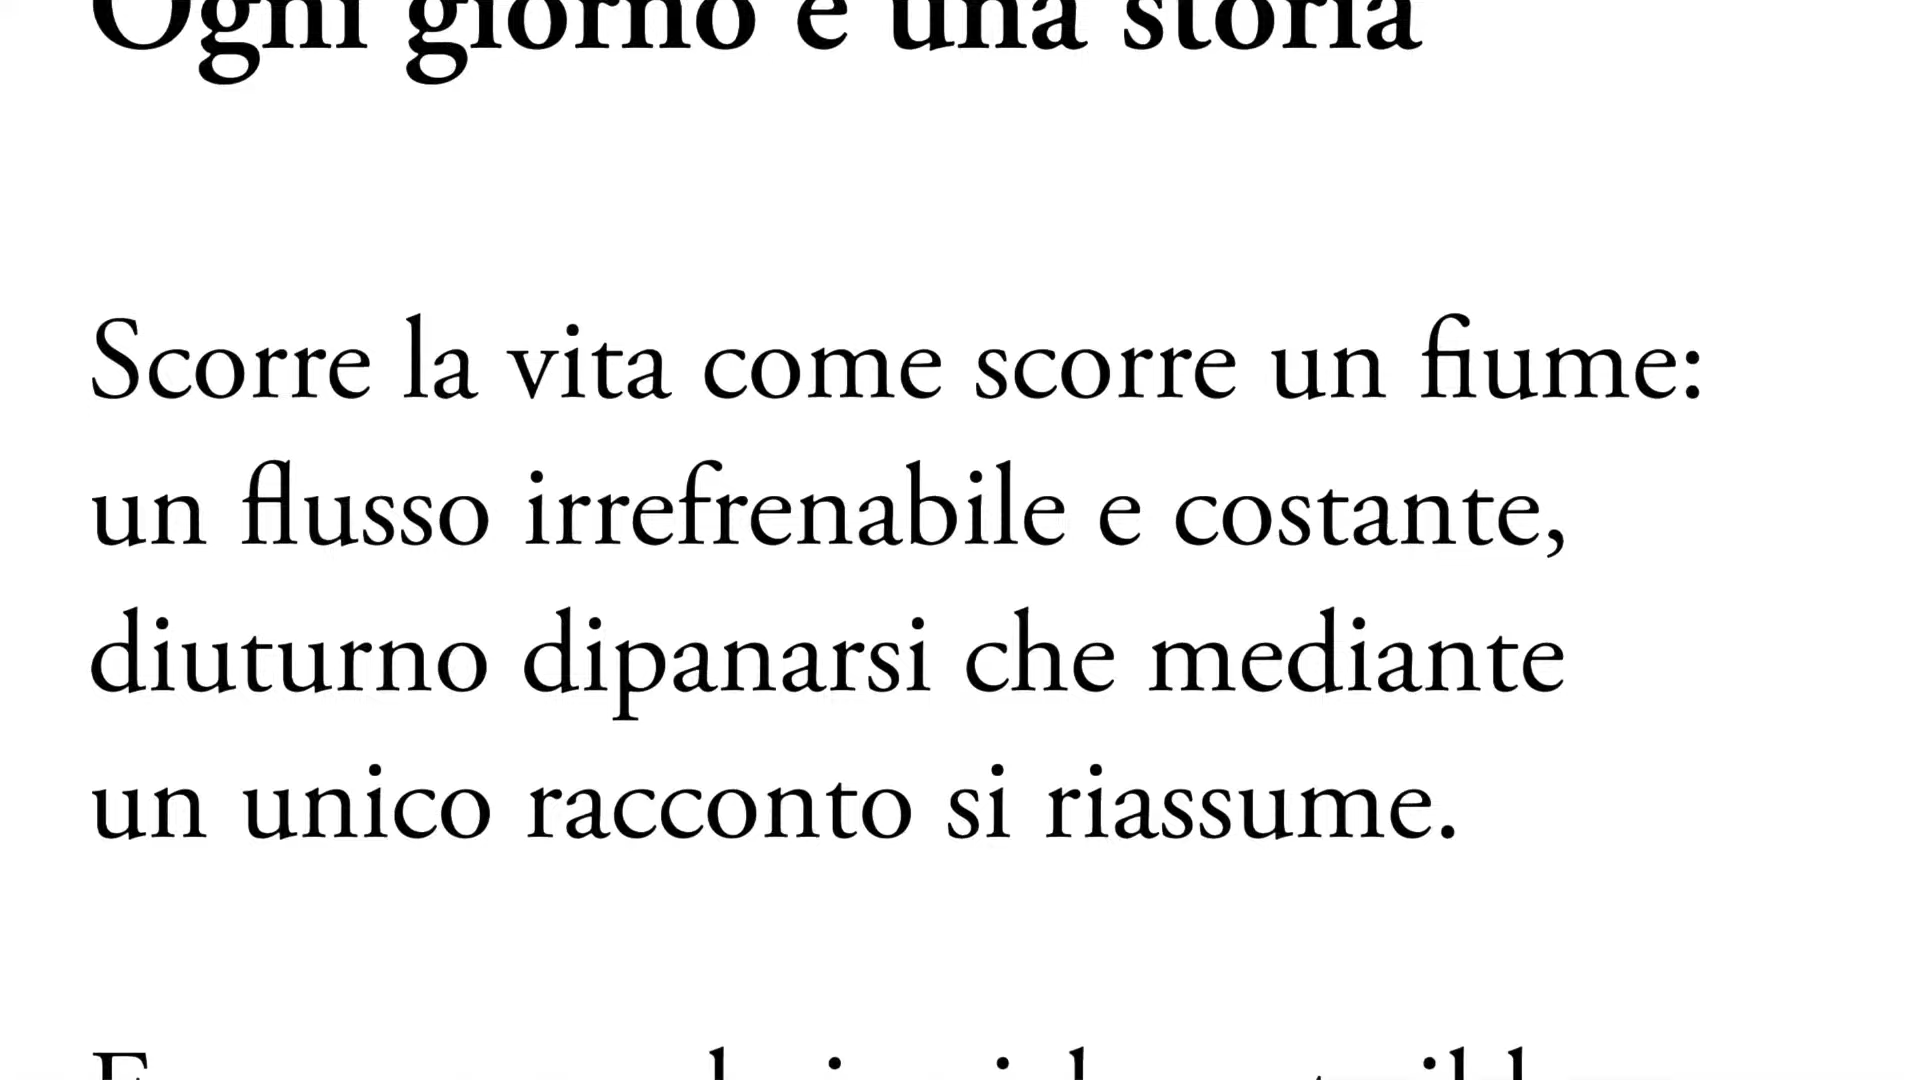 Ogni giorno è una storia
Scorre la vita come scorre un fiume:
un flusso irrefrenabile e costante,
diuturno dipanarsi che mediante
un unico racconto si riassume.